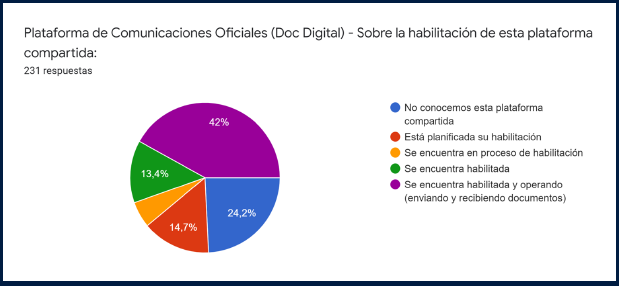 Plataforma de Comunicaciones Oficiales (Doc Digital) - Sobre la habilitación de esta plataforma
compartida:
231 respuestas
No conocemos esta plataforma
compartida
Está planificada su habilitación
Se encuentra en proceso de habilitación
Se encuentra habilitada
Se encuentra habilitada y operando
(enviando y recibiendo documentos)
42%
13,4%
14,7%
24,2%